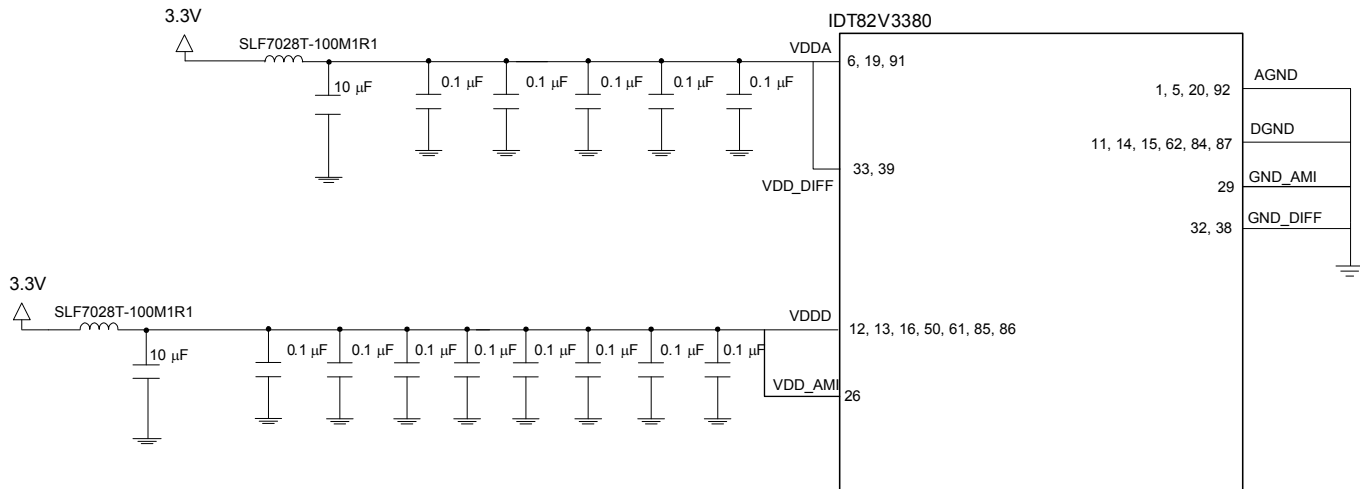 3.3V
IDT82V3380
SLF7028T-100M1R1
VDDA
6, 19, 91
10 μF
0.1 μF
0.1 μF
0.1 μF
0.1 μF
0.1 μF
AGND
1, 5, 20, 92
DGND
11, 14, 15, 62, 84, 87
33, 39
VDD_DIFF
GND_AMI
29
GND_DIFF
32, 38
3.3V
SLF7028T-100M1R1
VDDD
12, 13, 16, 50, 61, 85, 86
10 μF
0.1 μF
0.1 μF
0.1 μF
0.1 μF
0.1 μF
0.1 μF
0.1 μF
0.1 μF
VDD_AMI
26